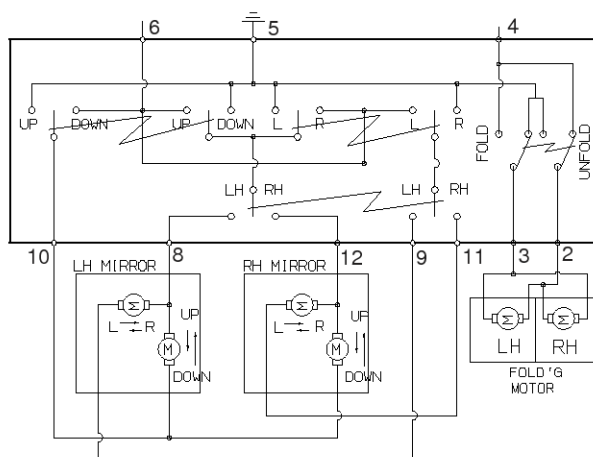 6 5 4
UP DOWN UP DOWN L R L R FOLD UNFOLD
LH RH LH RH
10 8 12 9 11 3 2
LH MIRROR RH MIRROR
L R UP L R UP
M M
DOWN DOWN
LH RH
FOLD'G
MOTOR